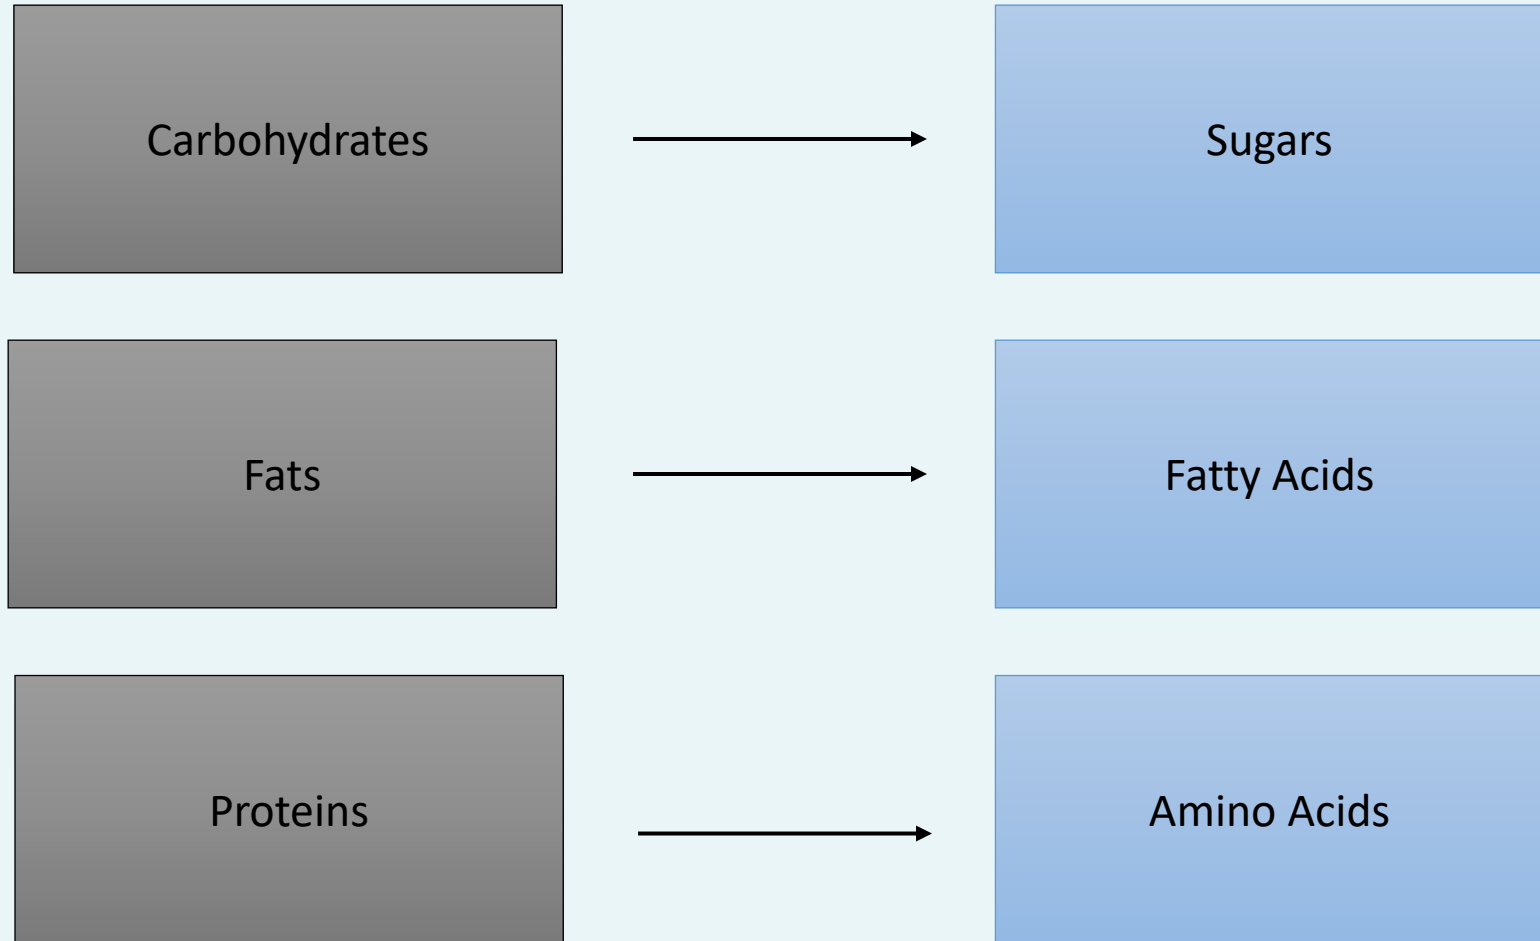 Carbohydrates
Sugars
Fats
Fatty Acids
Proteins
Amino Acids